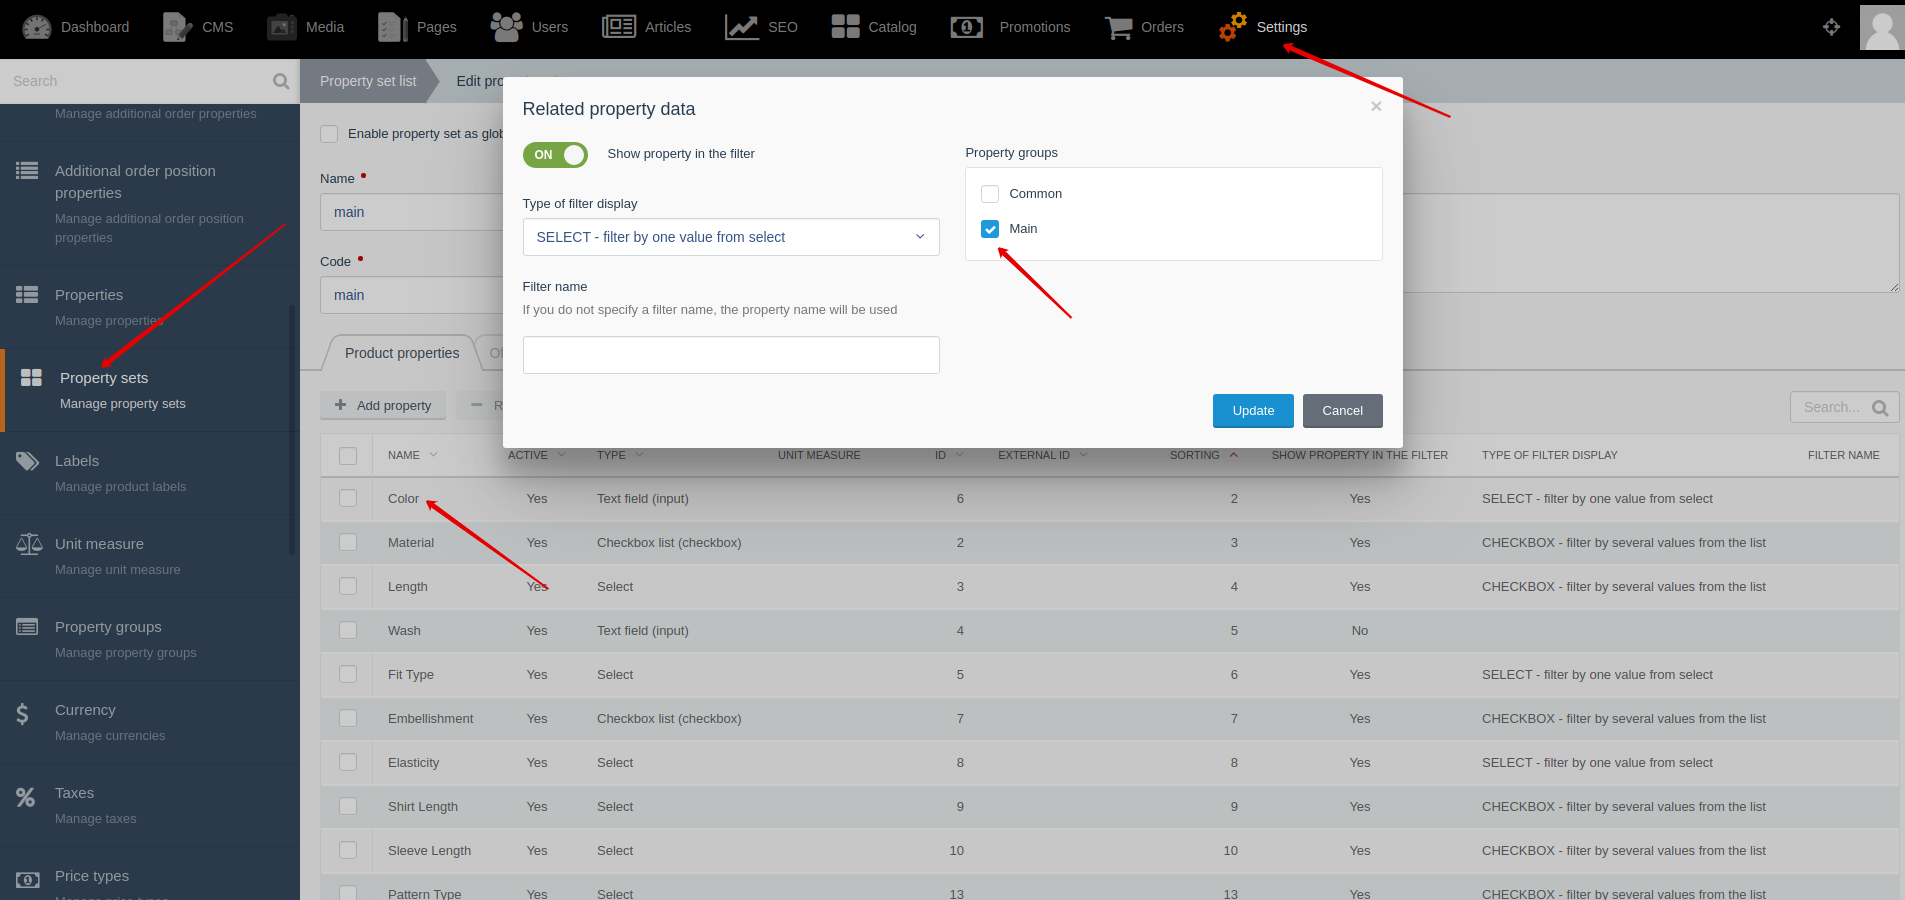 Dashboard CMS Media Pages Users Articles SEO Catalog Promotions Orders Settings
Search
Property set list
Manage additional order properties
Additional order position
properties
Manage additional order position
properties
Properties
Manage properties
Property sets
Manage property sets
Labels
Manage product labels
Unit measure
Manage unit measure
Property groups
Manage property groups
Currency
Manage currencies
Taxes
Manage taxes
Price types
Enable property set as glob
Name
main
Code
main
Product properties
Add property
Search...
Related property data
×
ON Show property in the filter
Type of filter display
SELECT - filter by one value from select
Filter name
If you do not specify a filter name, the property name will be used
Property groups
Common
Main
Update Cancel
NAME ACTIVE TYPE UNIT MEASURE ID EXTERNAL ID SORTING SHOW PROPERTY IN THE FILTER TYPE OF FILTER DISPLAY FILTER NAME
Color Yes Text field (input) 6 2 Yes SELECT - filter by one value from select
Material Yes Checkbox list (checkbox) 2 3 Yes CHECKBOX - filter by several values from the list
Length Yes Select 3 4 Yes CHECKBOX - filter by several values from the list
Wash Yes Text field (input) 4 5 No
Fit Type Yes Select 5 6 Yes SELECT - filter by one value from select
Embellishment Yes Checkbox list (checkbox) 7 7 Yes CHECKBOX - filter by several values from the list
Elasticity Yes Select 8 8 Yes SELECT - filter by one value from select
Shirt Length Yes Select 9 9 Yes CHECKBOX - filter by several values from the list
Sleeve Length Yes Select 10 10 Yes CHECKBOX - filter by several values from the list
Pattern Type Yes Select 13 13 Yes CHECKBOX - filter by several values from the list